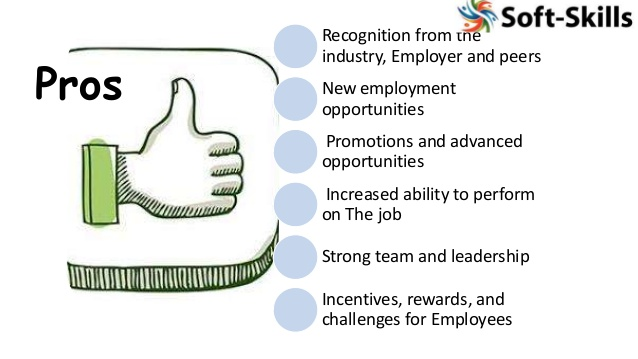 Soft-Skills
Pros
Recognition from the
industry, Employer and peers
New employment
opportunities
Promotions and advanced
opportunities
Increased ability to perform
on The job
Strong team and leadership
Incentives, rewards, and
challenges for Employees